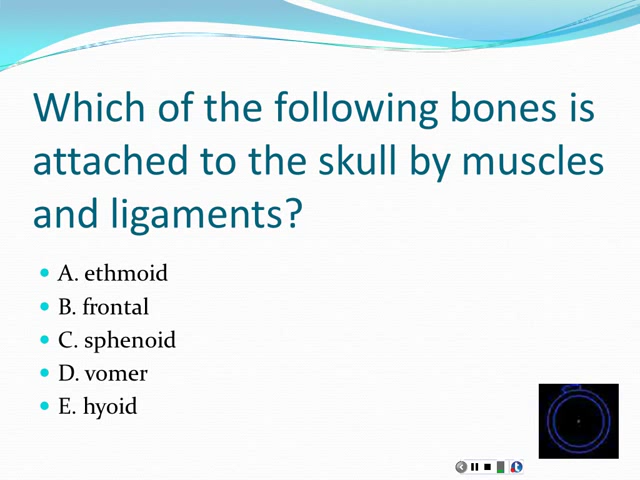 Which of the following bones is
attached to the skull by muscles
and ligaments?
A. ethmoid
B. frontal
C. sphenoid
D. vomer
E. hyoid